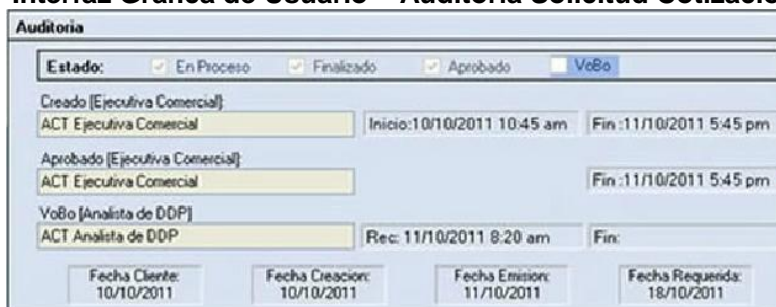 Interfaz Gráfica de Usuario – Auditoria Solicitud Cotizació
Auditoria
Estado: En Proceso Finalizado Aprobado VoBo
Creado [Ejecutiva Comercial]:
ACT Ejecutiva Comercial Inicio:10/10/2011 10:45 am Fin :11/10/2011 5:45 pm
Aprobado [Ejecutiva Comercial]:
ACT Ejecutiva Comercial Fin :11/10/2011 5:45 pm
VoBo [Analista de DDP]
ACT Analista de DDP Rec: 11/10/2011 8:20 am Fin:
Fecha Cliente: Fecha Creacion: Fecha Emision: Fecha Requerida:
10/10/2011 10/10/2011 11/10/2011 18/10/2011